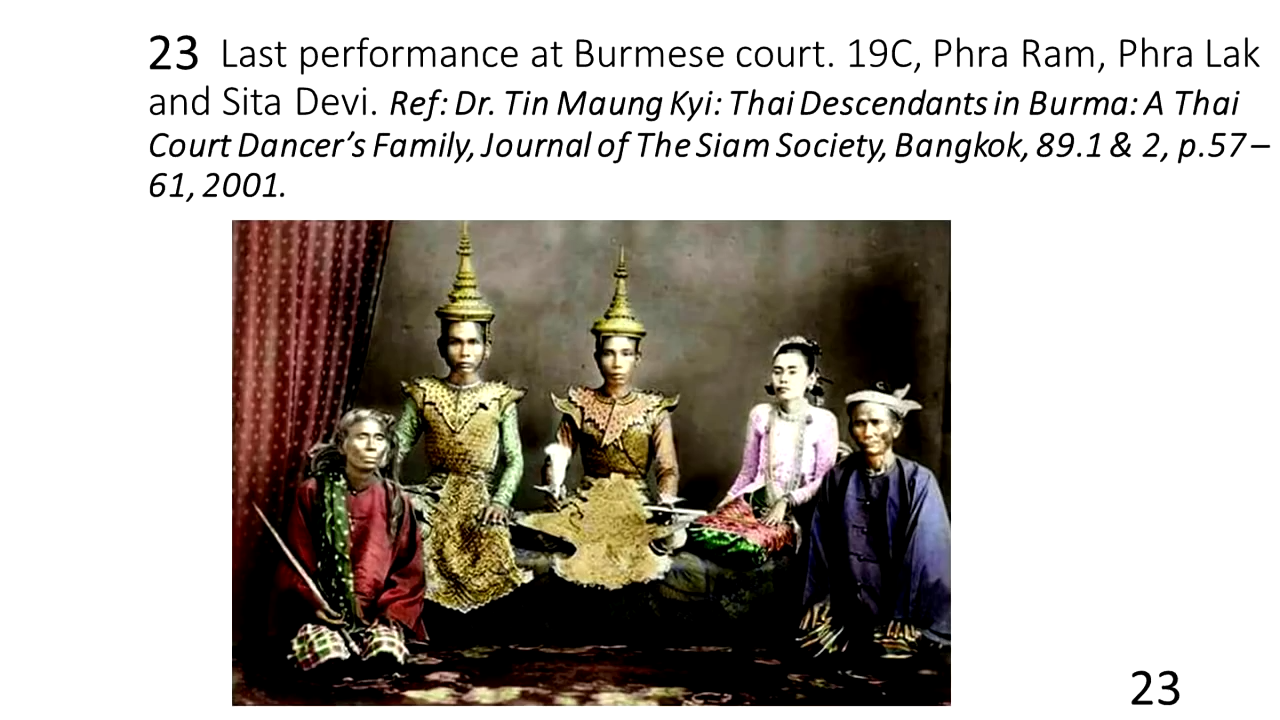 23 Last performance at Burmese court. 19C, Phra Ram, Phra Lak
and Sita Devi. Ref: Dr. Tin Maung Kyi: Thai Descendants in Burma: A Thai
Court Dancer’s Family, Journal of The Siam Society, Bangkok, 89.1 & 2, p.57 –
61, 2001.
23